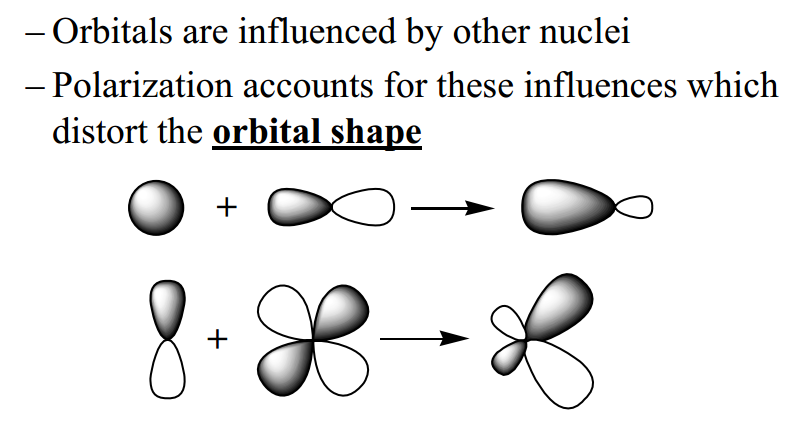 – Orbitals are influenced by other nuclei
– Polarization accounts for these influences which
distort the orbital shape
+
+